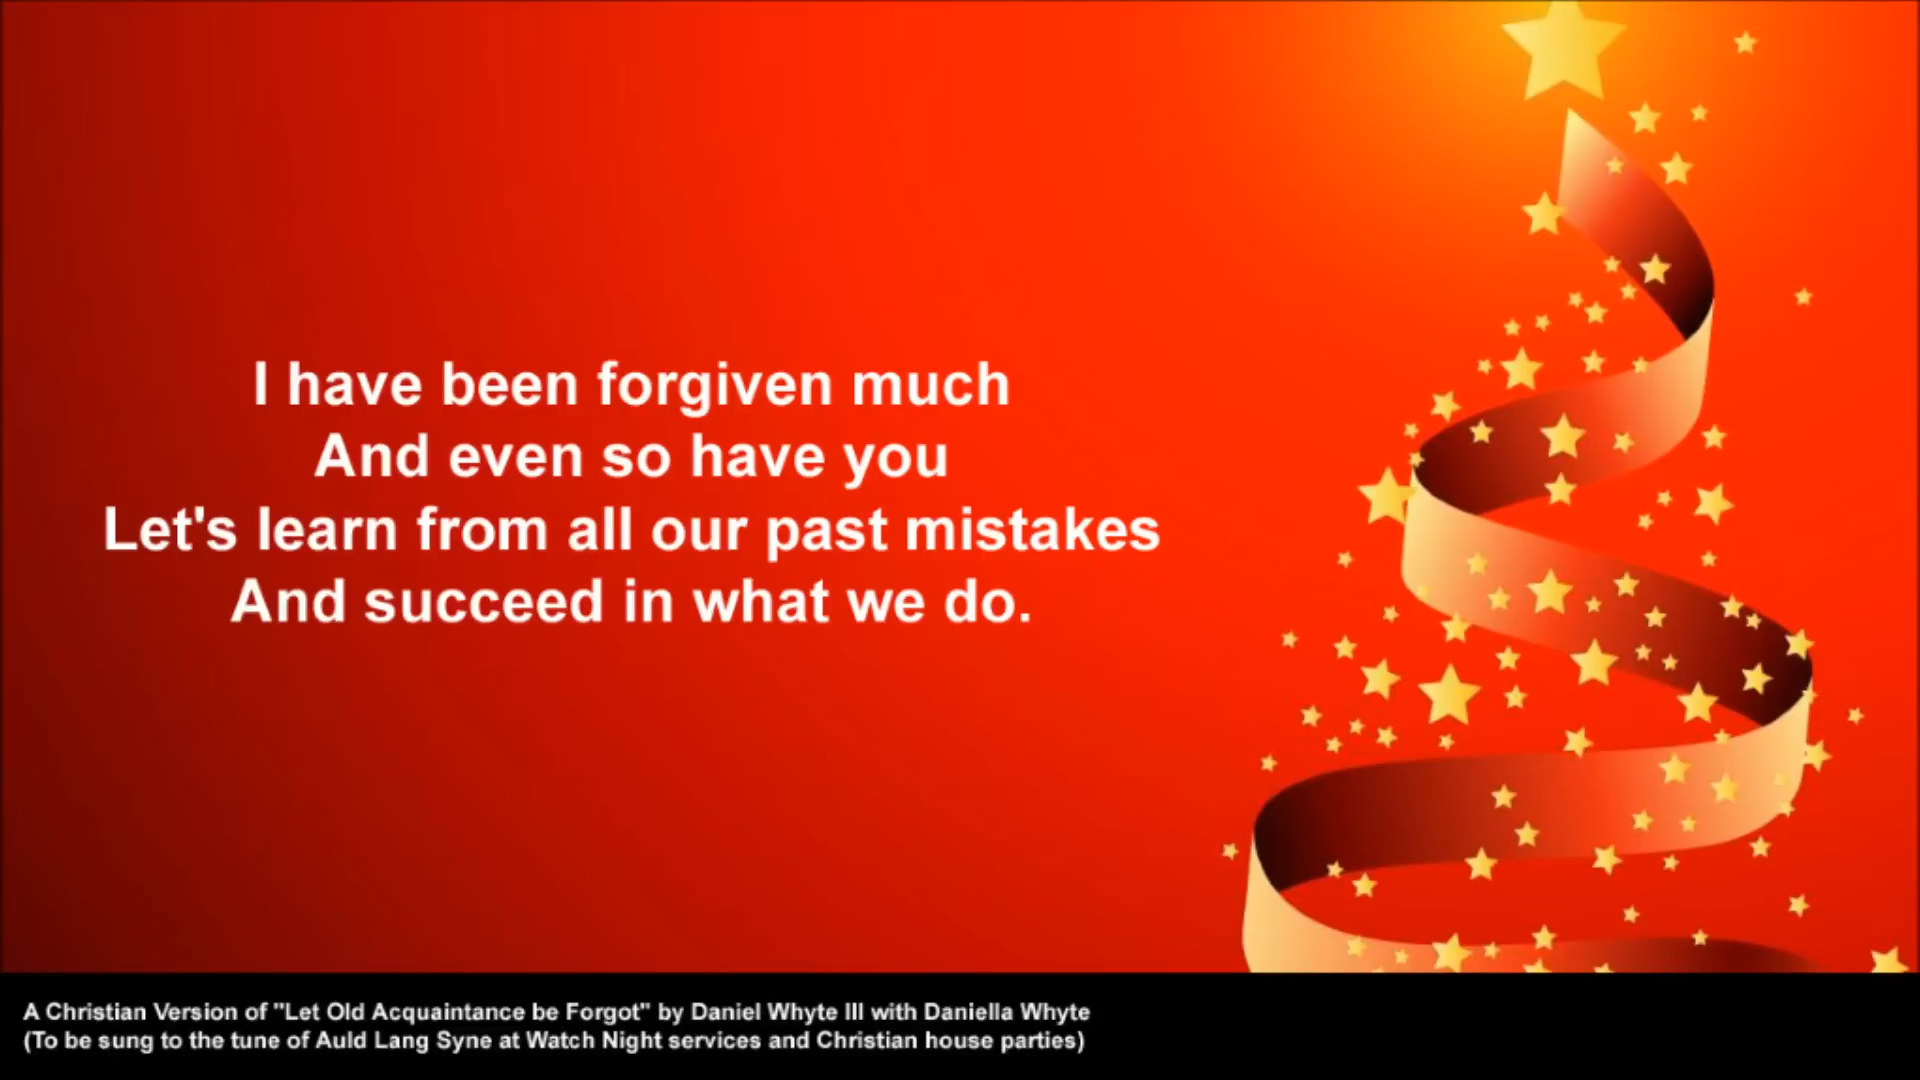 I have been forgiven much
And even so have you
Let's learn from all our past mistakes
And succeed in what we do.
A Christian Version of "Let Old Acquaintance be Forgot" by Daniel Whyte III with Daniella Whyte
(To be sung to the tune of Auld Lang Syne at Watch Night services and Christian house parties)